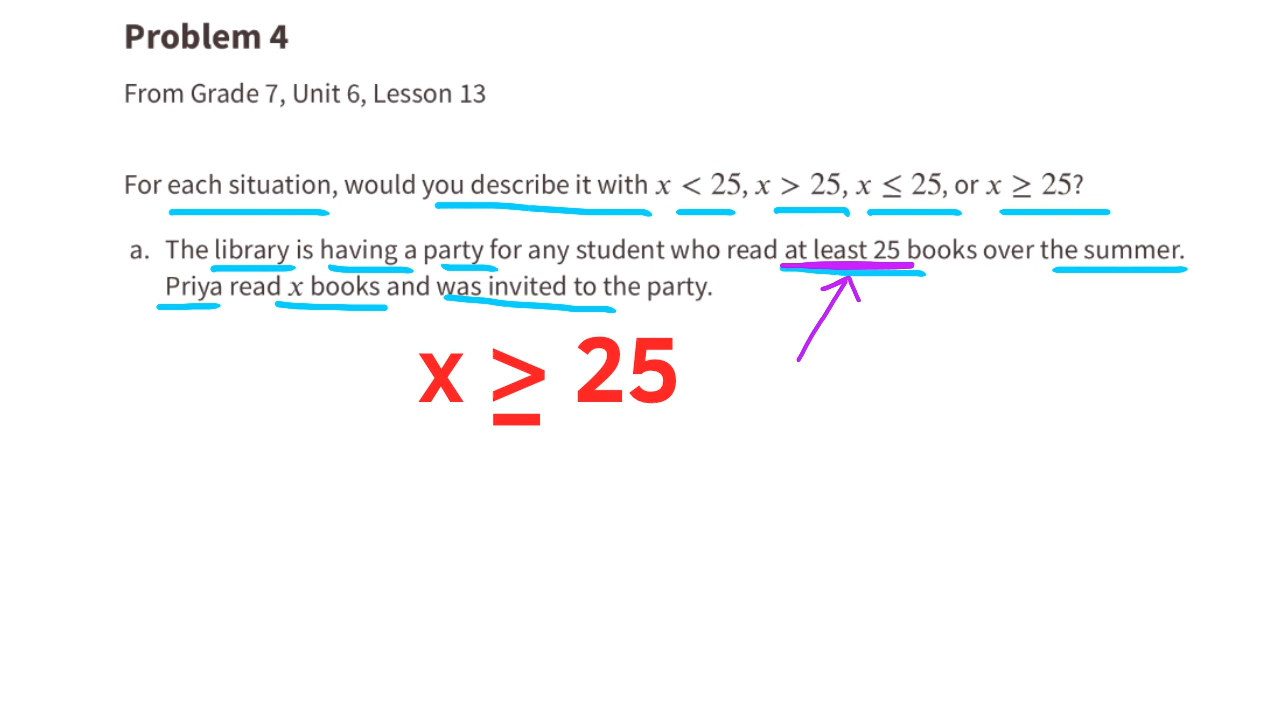 Problem 4
From Grade 7, Unit 6, Lesson 13
For each situation, would you describe it with x < 25, x > 25, x ≤ 25, or x ≥ 25?
a. The library is having a party for any student who read at least 25 books over the summer.
Priya read x books and was invited to the party.
x ≥ 25